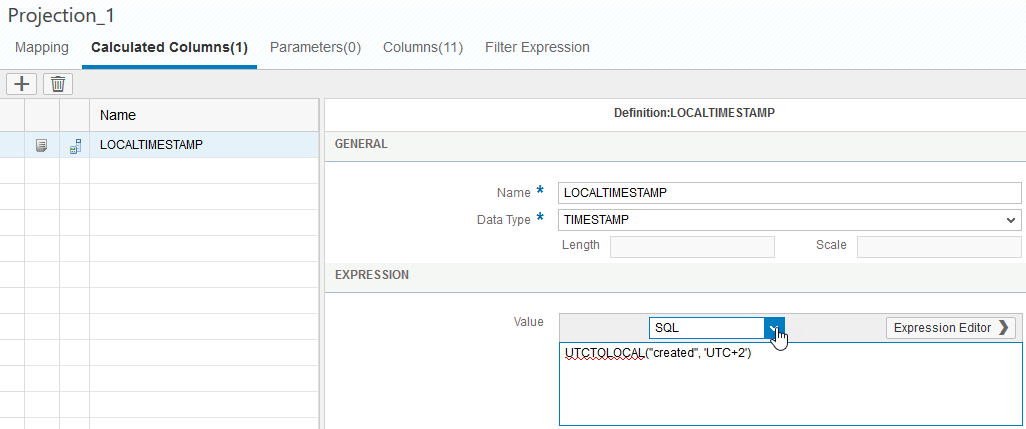 Projection_1
Mapping Calculated Columns(1) Parameters(0) Columns(11) Filter Expression
Name
LOCALTIMESTAMP
Definition:LOCALTIMESTAMP
GENERAL
Name * LOCALTIMESTAMP
Data Type * TIMESTAMP
Length Scale
EXPRESSION
Value SQL Expression Editor ❯
UTCTOLOCAL("created", 'UTC+2')